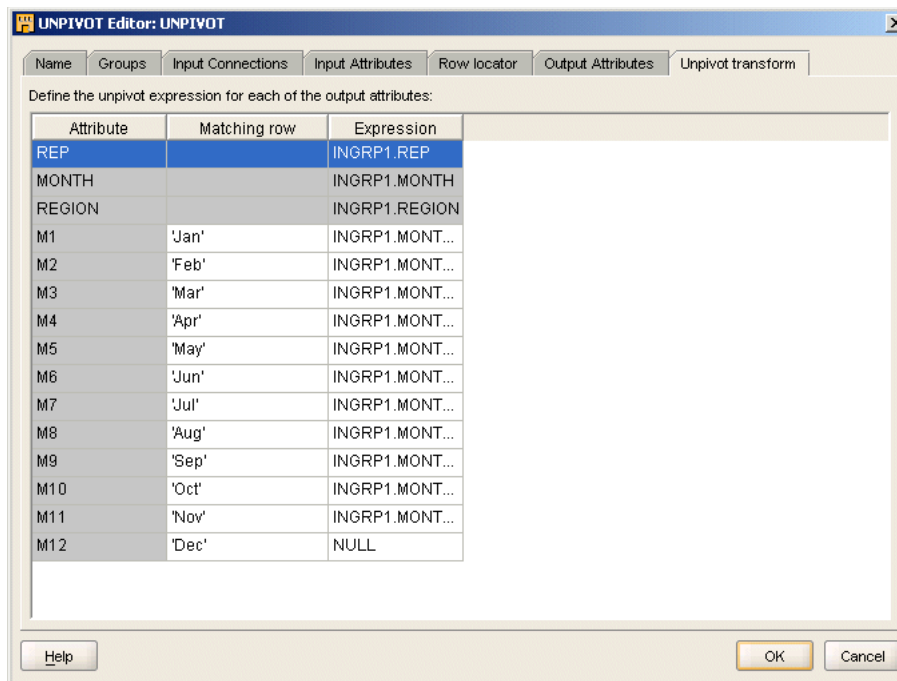 UNPIVOT Editor: UNPIVOT
Name Groups Input Connections Input Attributes Row locator Output Attributes Unpivot transform
Define the unpivot expression for each of the output attributes:
Attribute Matching row Expression
REP INGRP1.REP
MONTH INGRP1.MONTH
REGION INGRP1.REGION
M1 'Jan' INGRP1.MONT...
M2 'Feb' INGRP1.MONT...
M3 'Mar' INGRP1.MONT...
M4 'Apr' INGRP1.MONT...
M5 'May' INGRP1.MONT...
M6 'Jun' INGRP1.MONT...
M7 'Jul' INGRP1.MONT...
M8 'Aug' INGRP1.MONT...
M9 'Sep' INGRP1.MONT...
M10 'Oct' INGRP1.MONT...
M11 'Nov' INGRP1.MONT...
M12 'Dec' NULL
Help OK Cancel